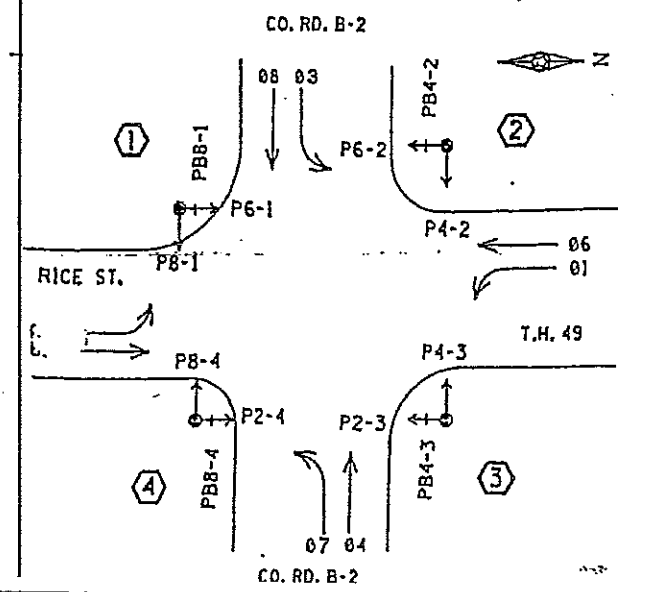 CO. RD. B-2
08 03
PB4-2
N
1
PB8-1
P6-2
2
P6-1
P4-2
P8-1
06
01
RICE ST.
T.H. 49
P8-4
P4-3
P2-4
P2-3
PB8-4
PB4-3
4
3
07 04
CO. RD. B-2